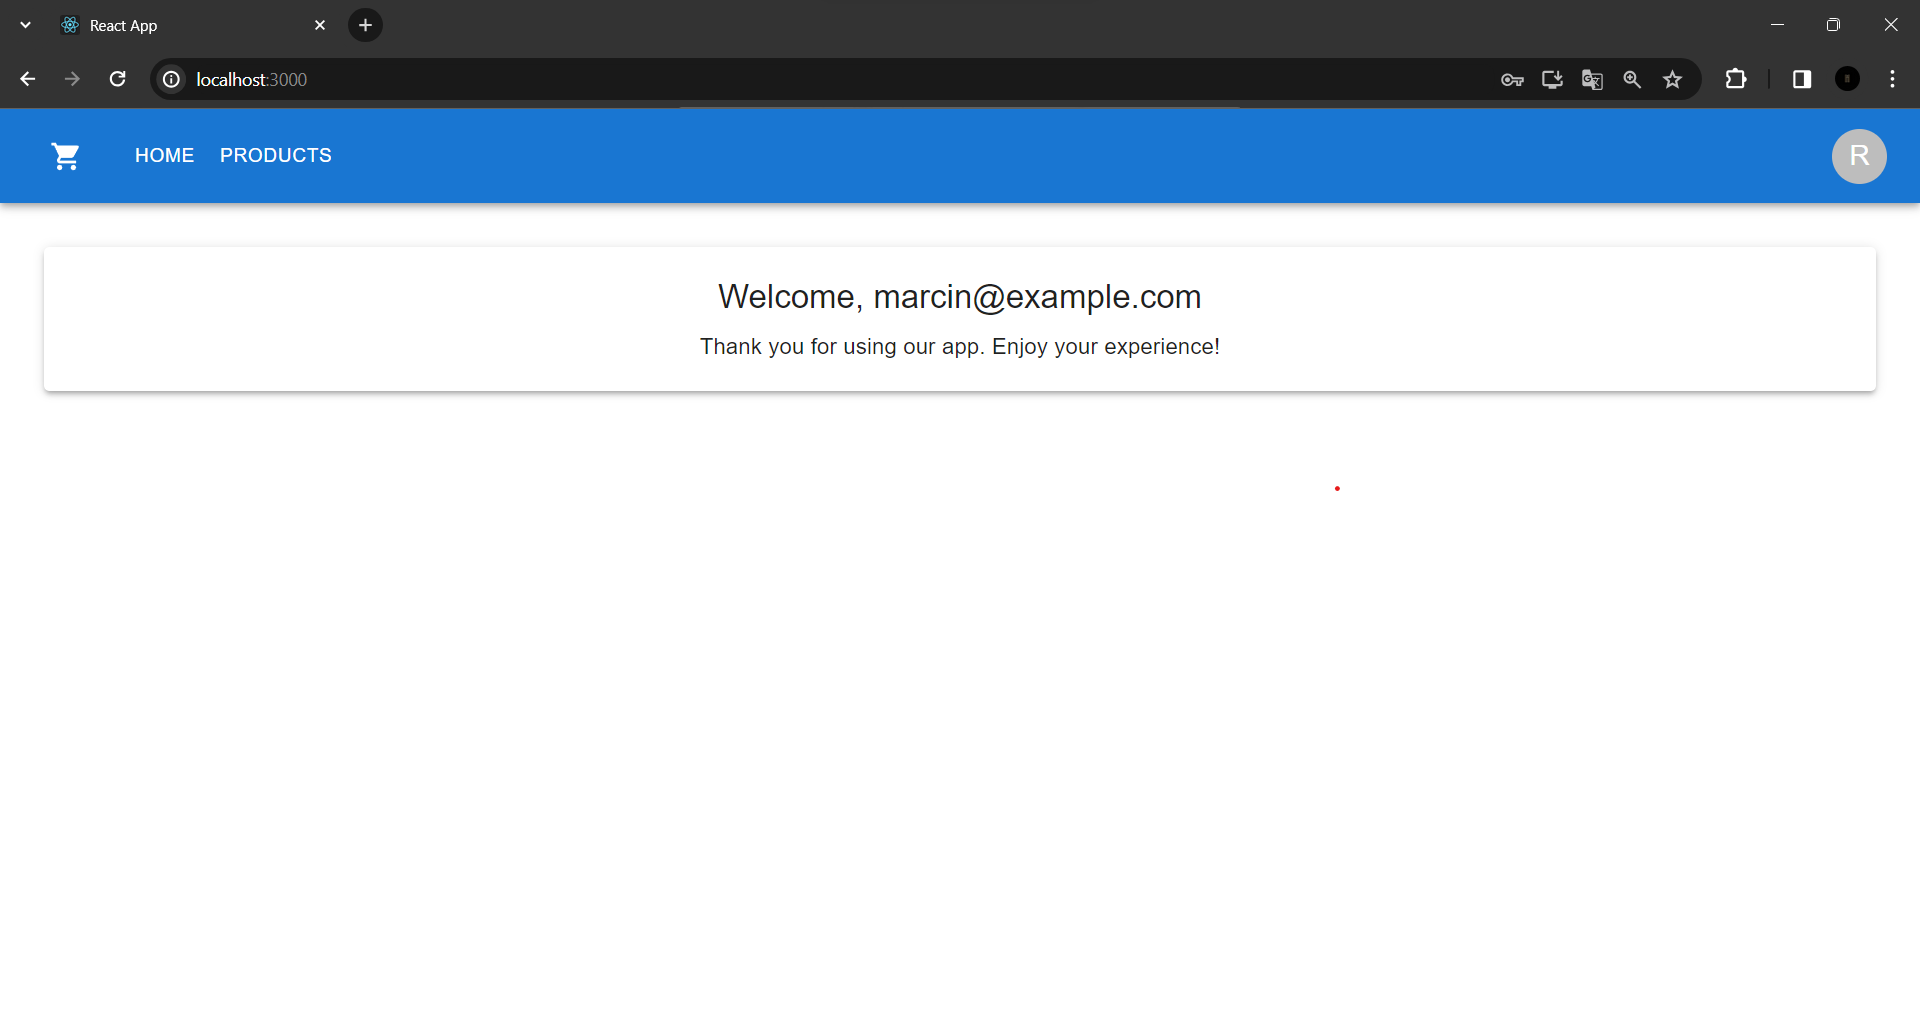 React App
localhost:3000
HOME PRODUCTS R
Welcome, marcin@example.com
Thank you for using our app. Enjoy your experience!